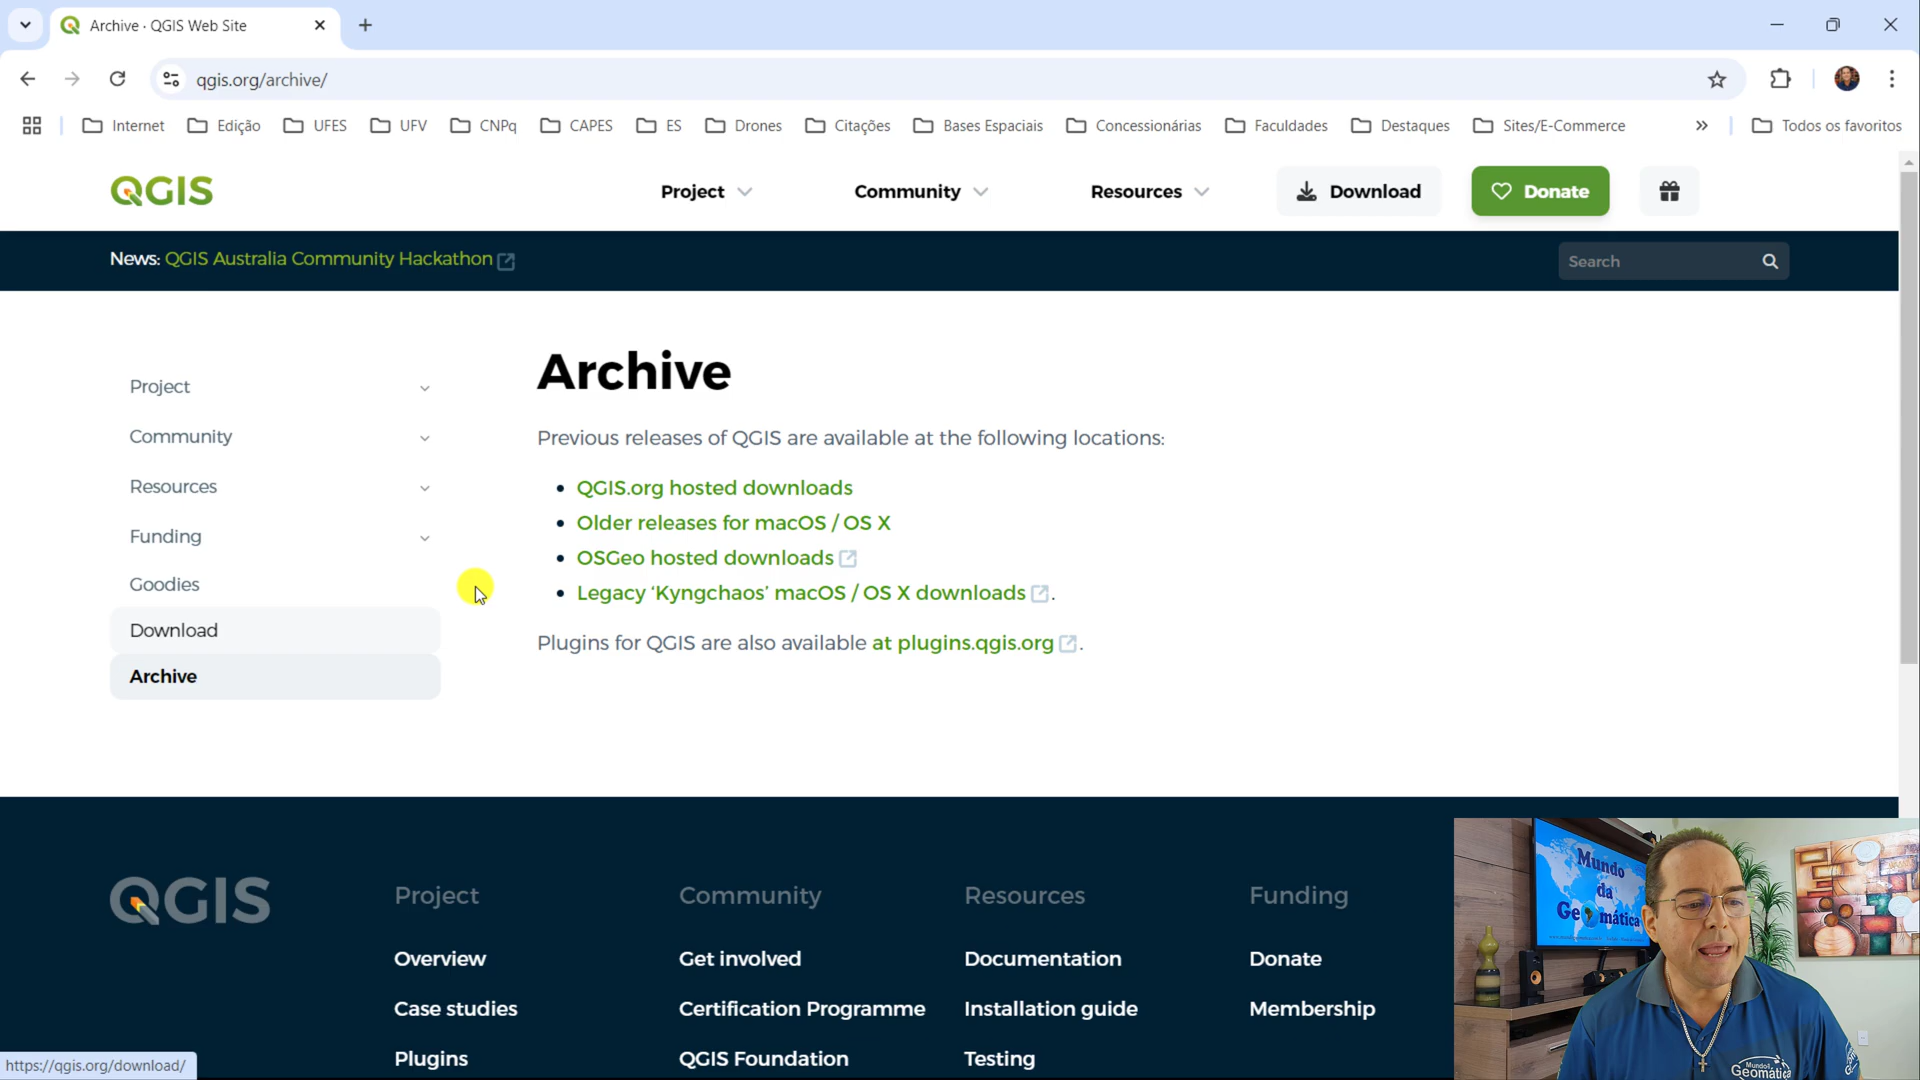 Archive · QGIS Web Site
qgis.org/archive/
Internet Edição UFES UFV CNPq CAPES ES Drones Citações Bases Espaciais Concessionárias Faculdades Destaques Sites/E-Commerce » Todos os favoritos
QGIS Project Community Resources Download Donate
News: QGIS Australia Community Hackathon Search
Archive
Previous releases of QGIS are available at the following locations:
• QGIS.org hosted downloads
• Older releases for macOS / OS X
• OSGeo hosted downloads
• Legacy ‘Kyngchaos’ macOS / OS X downloads .
Plugins for QGIS are also available at plugins.qgis.org .
Project
Community
Resources
Funding
Goodies
Download
Archive
QGIS
Project
Overview
Case studies
Plugins
Community
Get involved
Certification Programme
QGIS Foundation
Resources
Documentation
Installation guide
Testing
Funding
Donate
Membership
https://qgis.org/download/
Mundo
da
Geomática
Mundo
Geomática